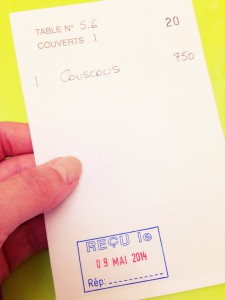 TABLE N° 5.6 20
COUVERTS 1
1 Couscous 750
REÇU le
09 MAI 2014
Rép: